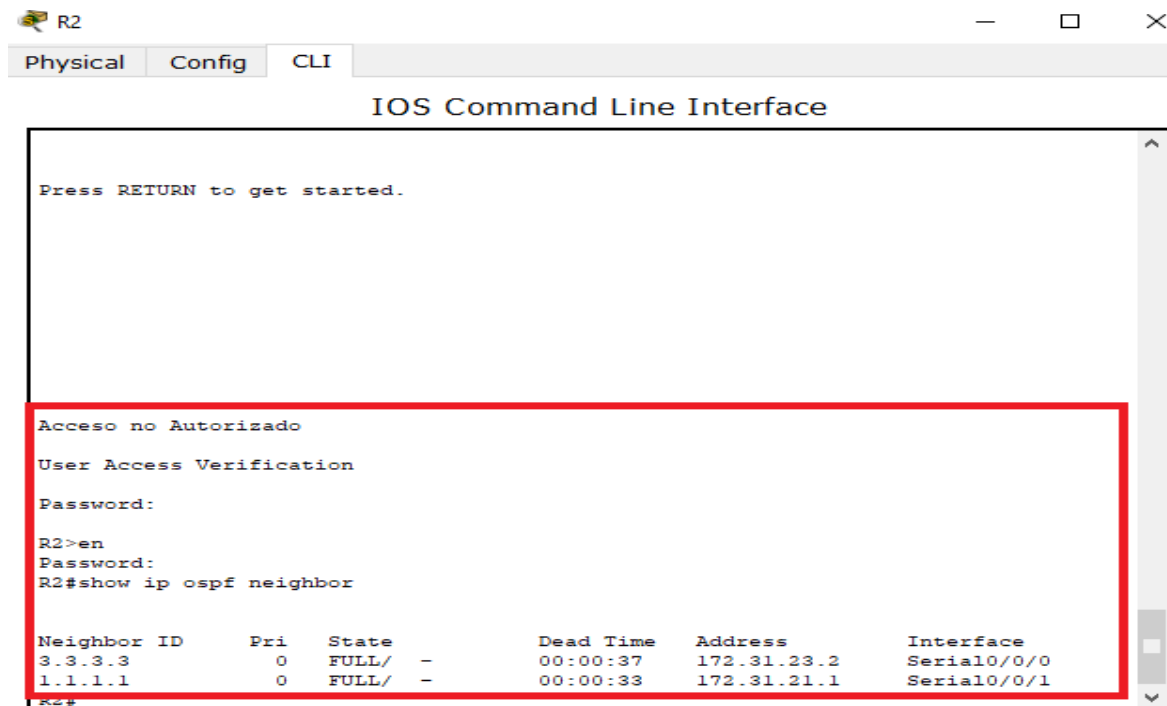 R2
Physical Config CLI
IOS Command Line Interface
Press RETURN to get started.
Acceso no Autorizado
User Access Verification
Password:
R2>en
Password:
R2#show ip ospf neighbor
Neighbor ID Pri State Dead Time Address Interface
3.3.3.3 0 FULL/ - 00:00:37 172.31.23.2 Serial0/0/0
1.1.1.1 0 FULL/ - 00:00:33 172.31.21.1 Serial0/0/1
R2#